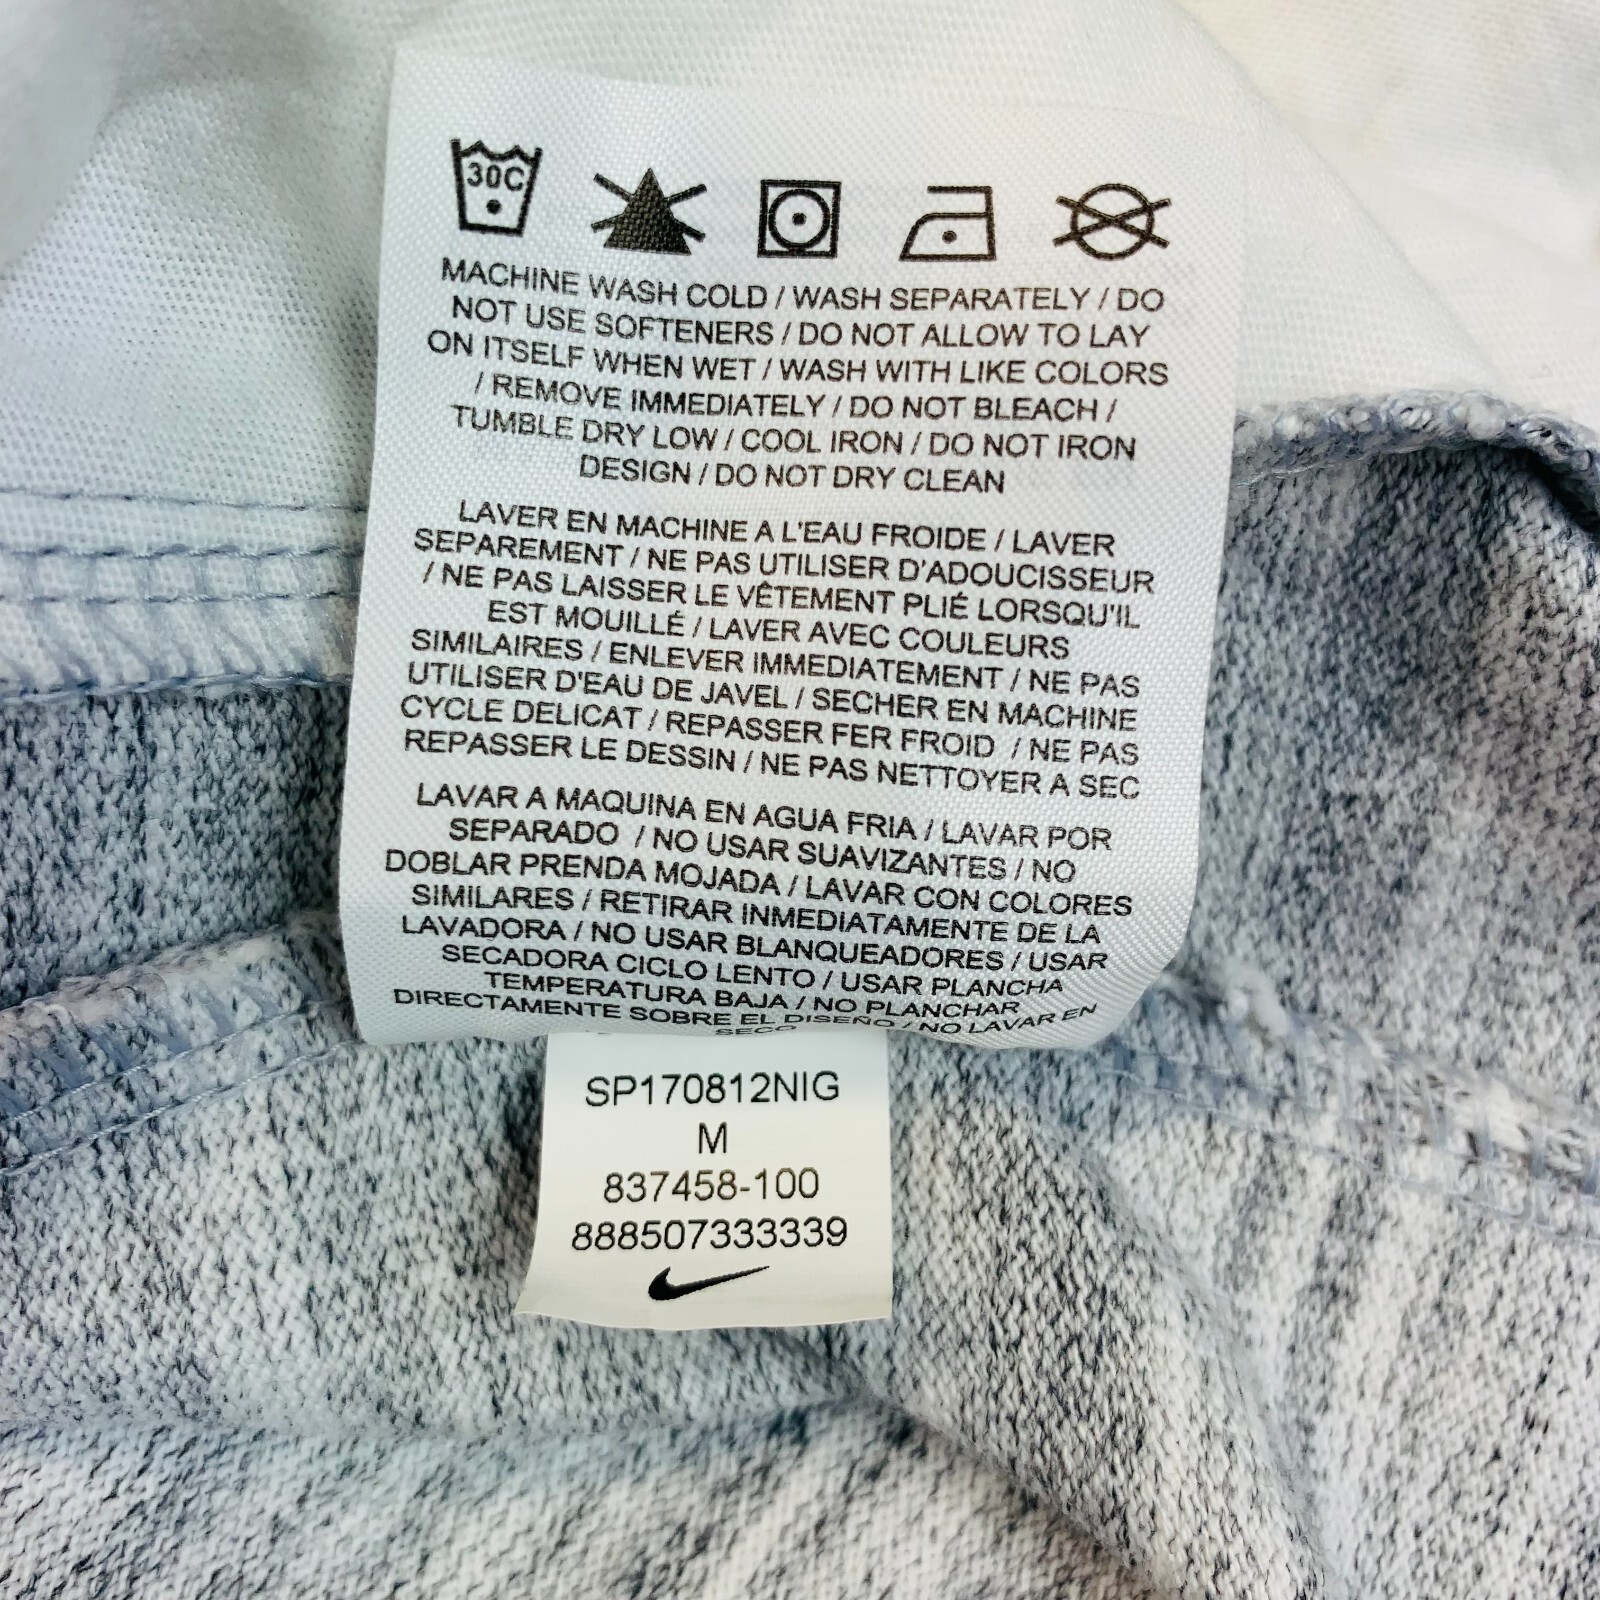 30C
MACHINE WASH COLD / WASH SEPARATELY / DO
NOT USE SOFTENERS / DO NOT ALLOW TO LAY
ON ITSELF WHEN WET / WASH WITH LIKE COLORS
/ REMOVE IMMEDIATELY / DO NOT BLEACH /
TUMBLE DRY LOW / COOL IRON / DO NOT IRON
DESIGN / DO NOT DRY CLEAN
LAVER EN MACHINE A L'EAU FROIDE / LAVER
SEPAREMENT / NE PAS UTILISER D'ADOUCISSEUR
/ NE PAS LAISSER LE VÊTEMENT PLIÉ LORSQU'IL
EST MOUILLÉ / LAVER AVEC COULEURS
SIMILAIRES / ENLEVER IMMEDIATEMENT / NE PAS
UTILISER D'EAU DE JAVEL / SECHER EN MACHINE
CYCLE DELICAT / REPASSER FER FROID / NE PAS
REPASSER LE DESSIN / NE PAS NETTOYER A SEC
LAVAR A MAQUINA EN AGUA FRIA / LAVAR POR
SEPARADO / NO USAR SUAVIZANTES / NO
DOBLAR PRENDA MOJADA / LAVAR CON COLORES
SIMILARES / RETIRAR INMEDIATAMENTE DE LA
LAVADORA / NO USAR BLANQUEADORES / USAR
SECADORA CICLO LENTO / USAR PLANCHA
TEMPERATURA BAJA / NO PLANCHAR
DIRECTAMENTE SOBRE EL DISEÑO / NO LAVAR EN
SECO
SP170812NIG
M
837458-100
888507333339